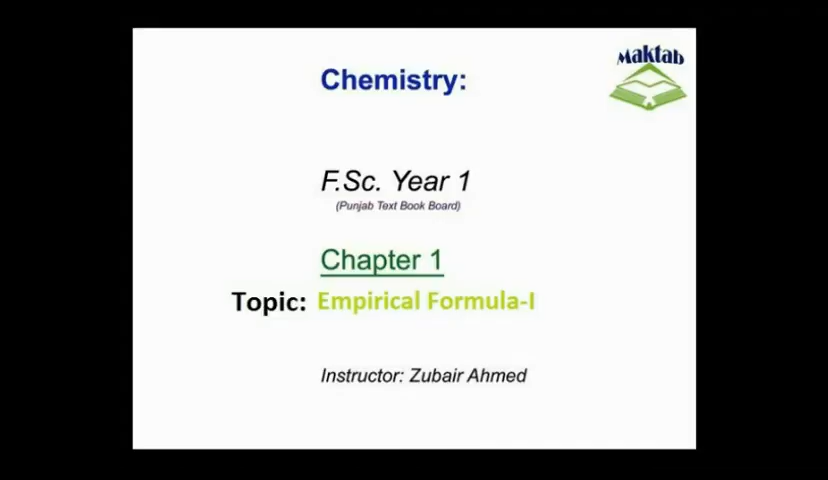 Maktab
Chemistry:
F.Sc. Year 1
(Punjab Text Book Board)
Chapter 1
Topic: Empirical Formula-I
Instructor: Zubair Ahmed